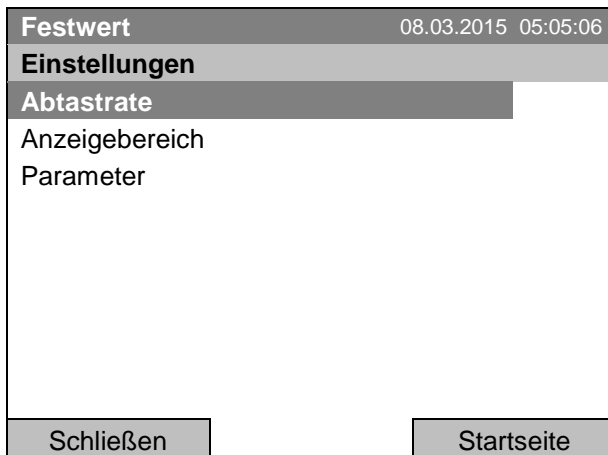 Festwert 08.03.2015 05:05:06
Einstellungen
Abtastrate
Anzeigebereich
Parameter
Schließen Startseite